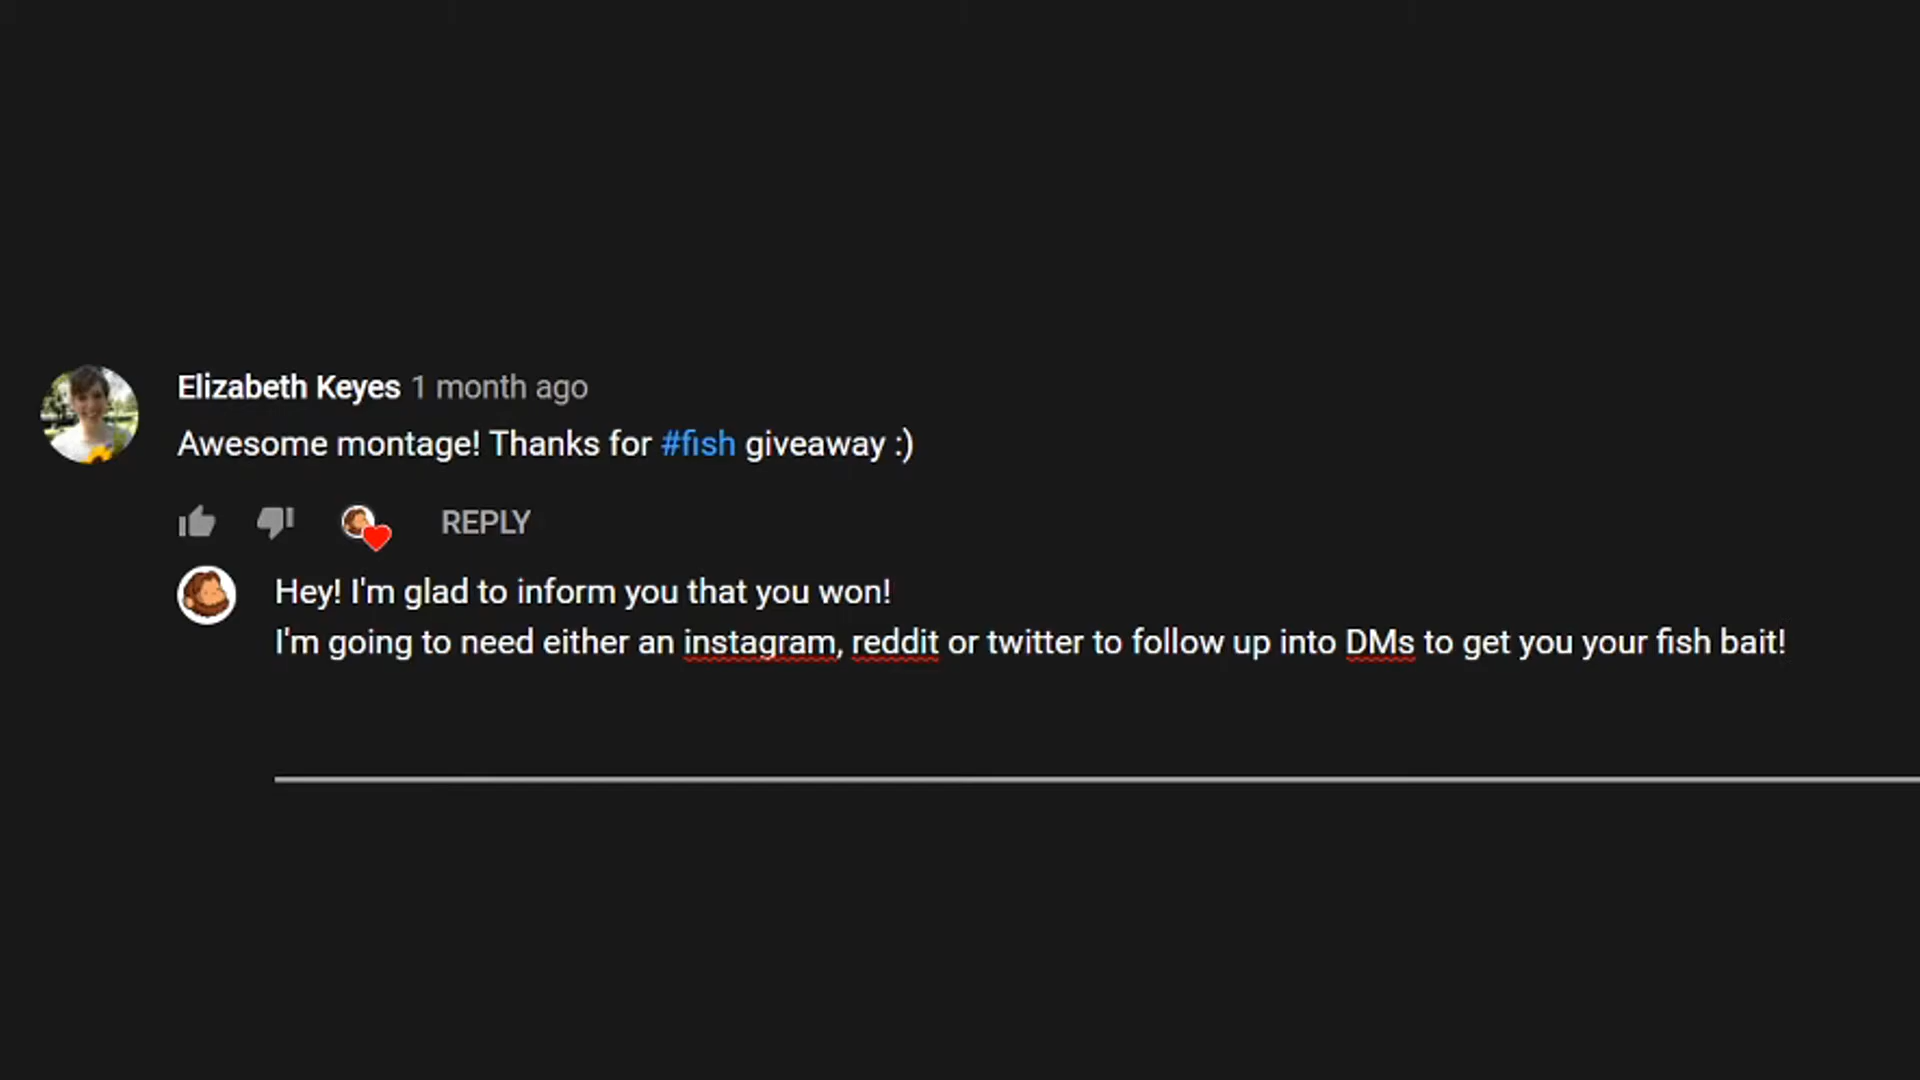 Elizabeth Keyes 1 month ago
Awesome montage! Thanks for #fish giveaway :)
REPLY
Hey! I'm glad to inform you that you won!
I'm going to need either an instagram, reddit or twitter to follow up into DMs to get you your fish bait!